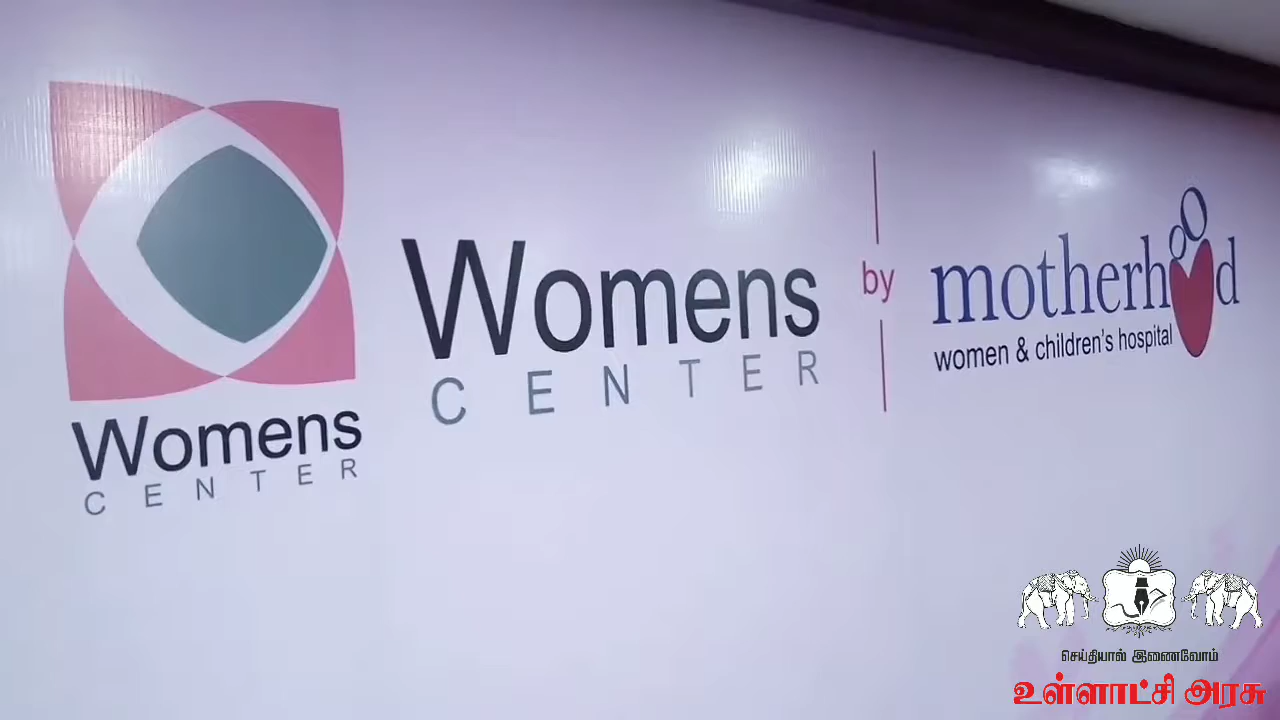 Womens
CENTER
Womens
CENTER
by
motherhood
women & children's hospital
செய்தியால் இணைவோம்
உள்ளாட்சி அரசு